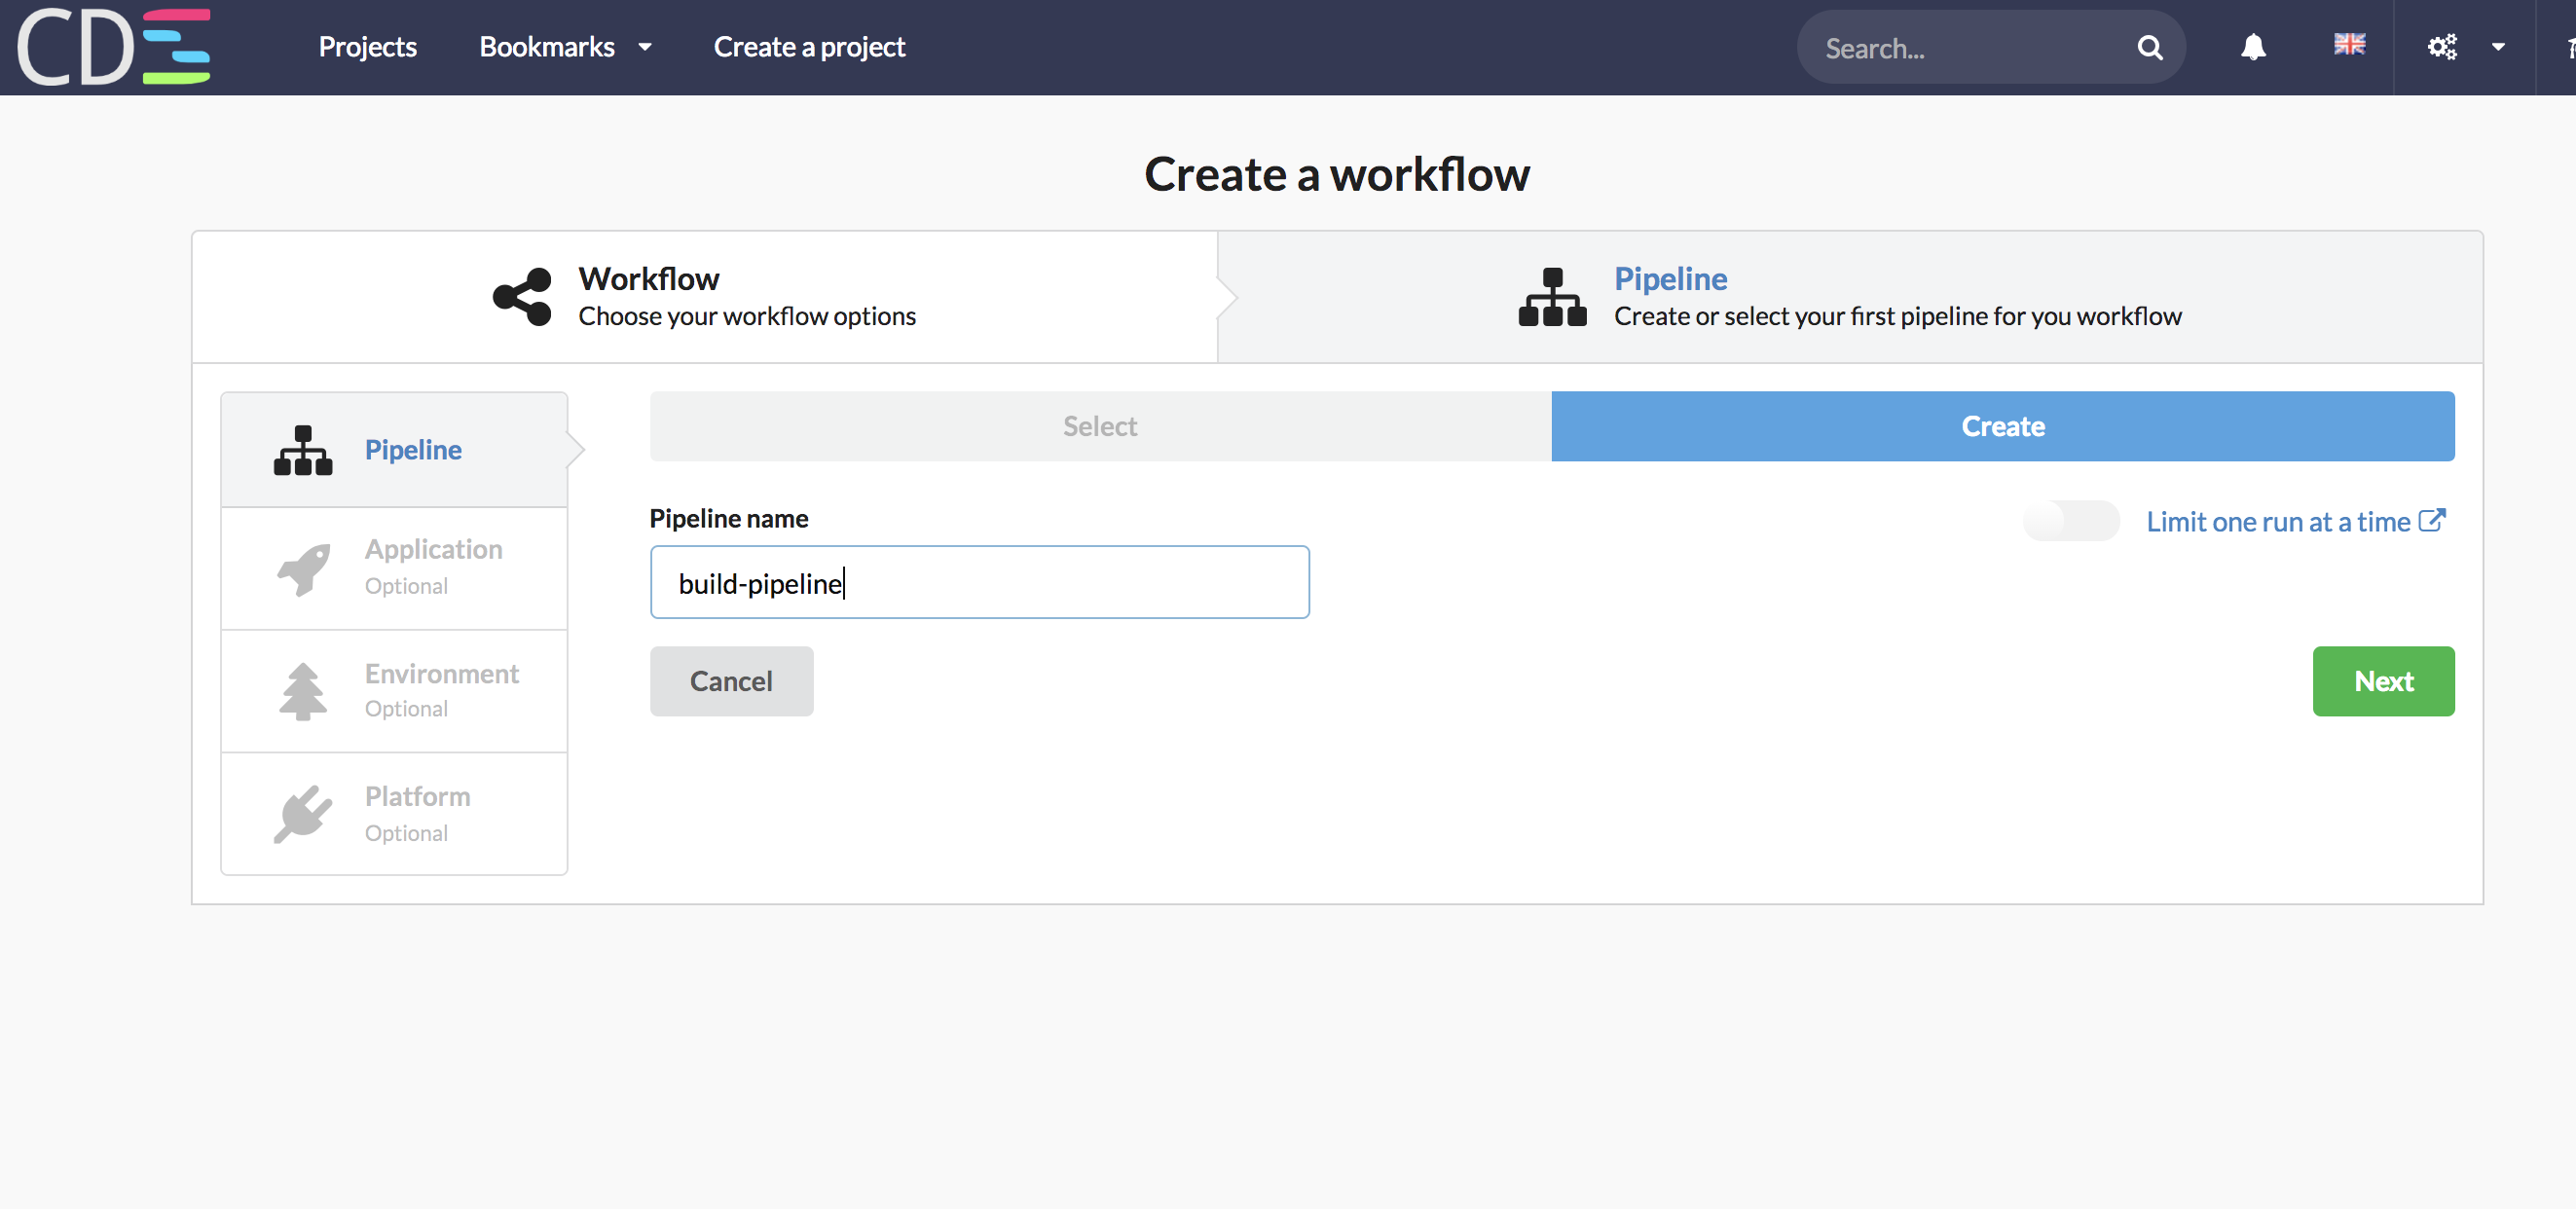 CDS
Projects Bookmarks Create a project Search...
Create a workflow
Workflow
Choose your workflow options
Pipeline
Create or select your first pipeline for you workflow
Pipeline
Application
Optional
Environment
Optional
Platform
Optional
Select Create
Pipeline name
Limit one run at a time
build-pipeline
Cancel Next